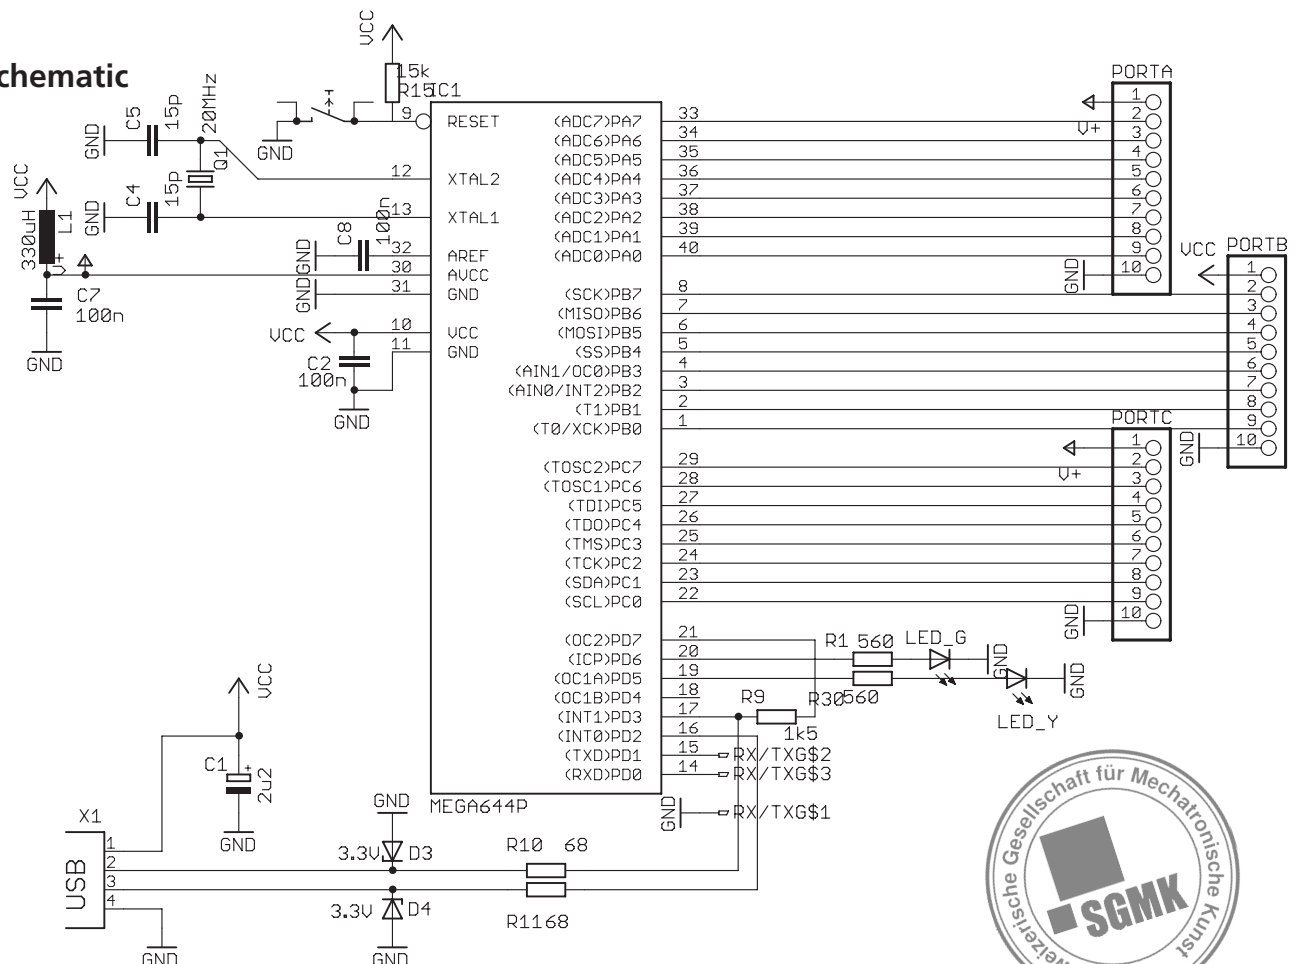 chematic
VCC
15k
R15
IC1
C5
15p
20MHz
Q1
GND
GND
9
RESET
(ADC7)PA7
33
(ADC6)PA6
34
(ADC5)PA5
35
12
XTAL2
(ADC4)PA4
36
(ADC3)PA3
37
C4
15p
GND
13
XTAL1
(ADC2)PA2
38
(ADC1)PA1
39
(ADC0)PA0
40
VCC
330uH
L1
V+
C7
100n
GND
C8
100n
GND
32
AREF
30
AVCC
GND
31
GND
VCC
10
VCC
11
GND
C2
100n
GND
(SCK)PB7
8
(MISO)PB6
7
(MOSI)PB5
6
(SS)PB4
5
(AIN1/OC0)PB3
4
(AIN0/INT2)PB2
3
(T1)PB1
2
(T0/XCK)PB0
1
(TOSC2)PC7
29
(TOSC1)PC6
28
(TDI)PC5
27
(TDO)PC4
26
(TMS)PC3
25
(TCK)PC2
24
(SDA)PC1
23
(SCL)PC0
22
(OC2)PD7
21
(ICP)PD6
20
(OC1A)PD5
19
(OC1B)PD4
18
(INT1)PD3
17
(INT0)PD2
16
(TXD)PD1
15
(RXD)PD0
14
MEGA644P
PORTA
V+
1
2
3
4
5
6
7
8
9
10
GND
PORTB
VCC
1
2
3
4
5
6
7
8
9
10
GND
PORTC
V+
1
2
3
4
5
6
7
8
9
10
GND
R1 560
LED_G
GND
R30
560
LED_Y
GND
R9
1k5
RX/TXG$2
RX/TXG$3
GND
RX/TXG$1
VCC
C1
+
2u2
GND
X1
USB
1
2
3
4
GND
GND
3.3V
D3
3.3V
D4
GND
R10 68
R11 68
Schweizerische Gesellschaft für Mechatronische Kunst
SGMK